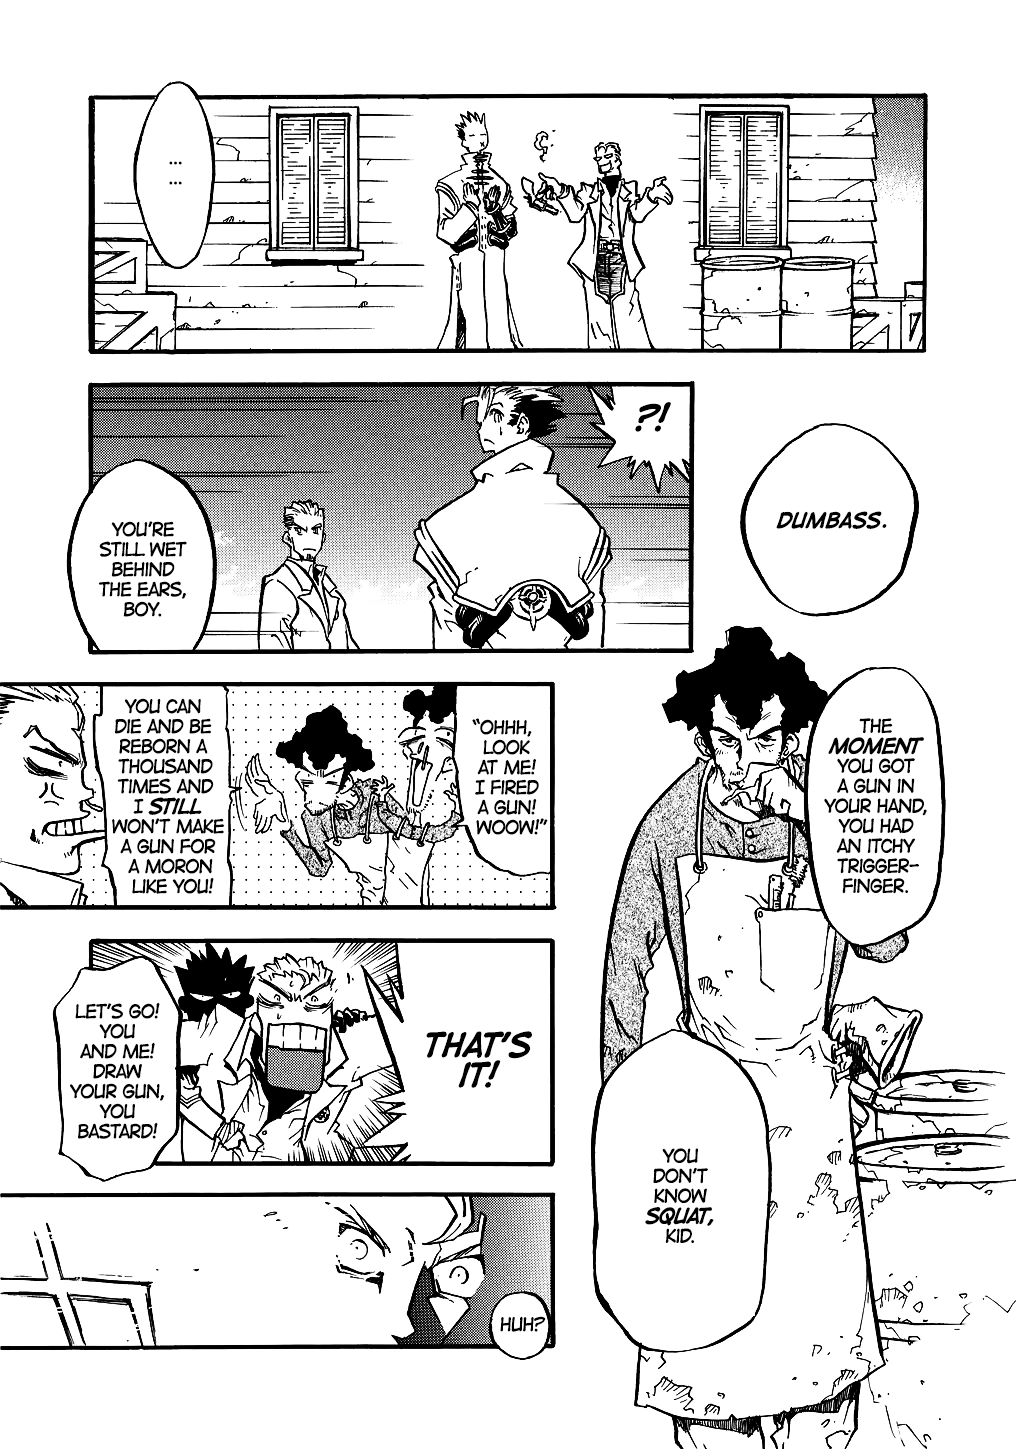 ...
...
DUMBASS.
?!
YOU'RE
STILL WET
BEHIND
THE EARS,
BOY.
THE
MOMENT
YOU GOT
A GUN IN
YOUR HAND,
YOU HAD
AN ITCHY
TRIGGER-
FINGER.
YOU
DON'T
KNOW
SQUAT,
KID.
"OHHH,
LOOK
AT ME!
I FIRED
A GUN!
WOOW!"
YOU CAN
DIE AND BE
REBORN A
THOUSAND
TIMES AND
I STILL
WON'T MAKE
A GUN FOR
A MORON
LIKE YOU!
THAT'S
IT!
LET'S GO!
YOU
AND ME!
DRAW
YOUR GUN,
YOU
BASTARD!
HUH?